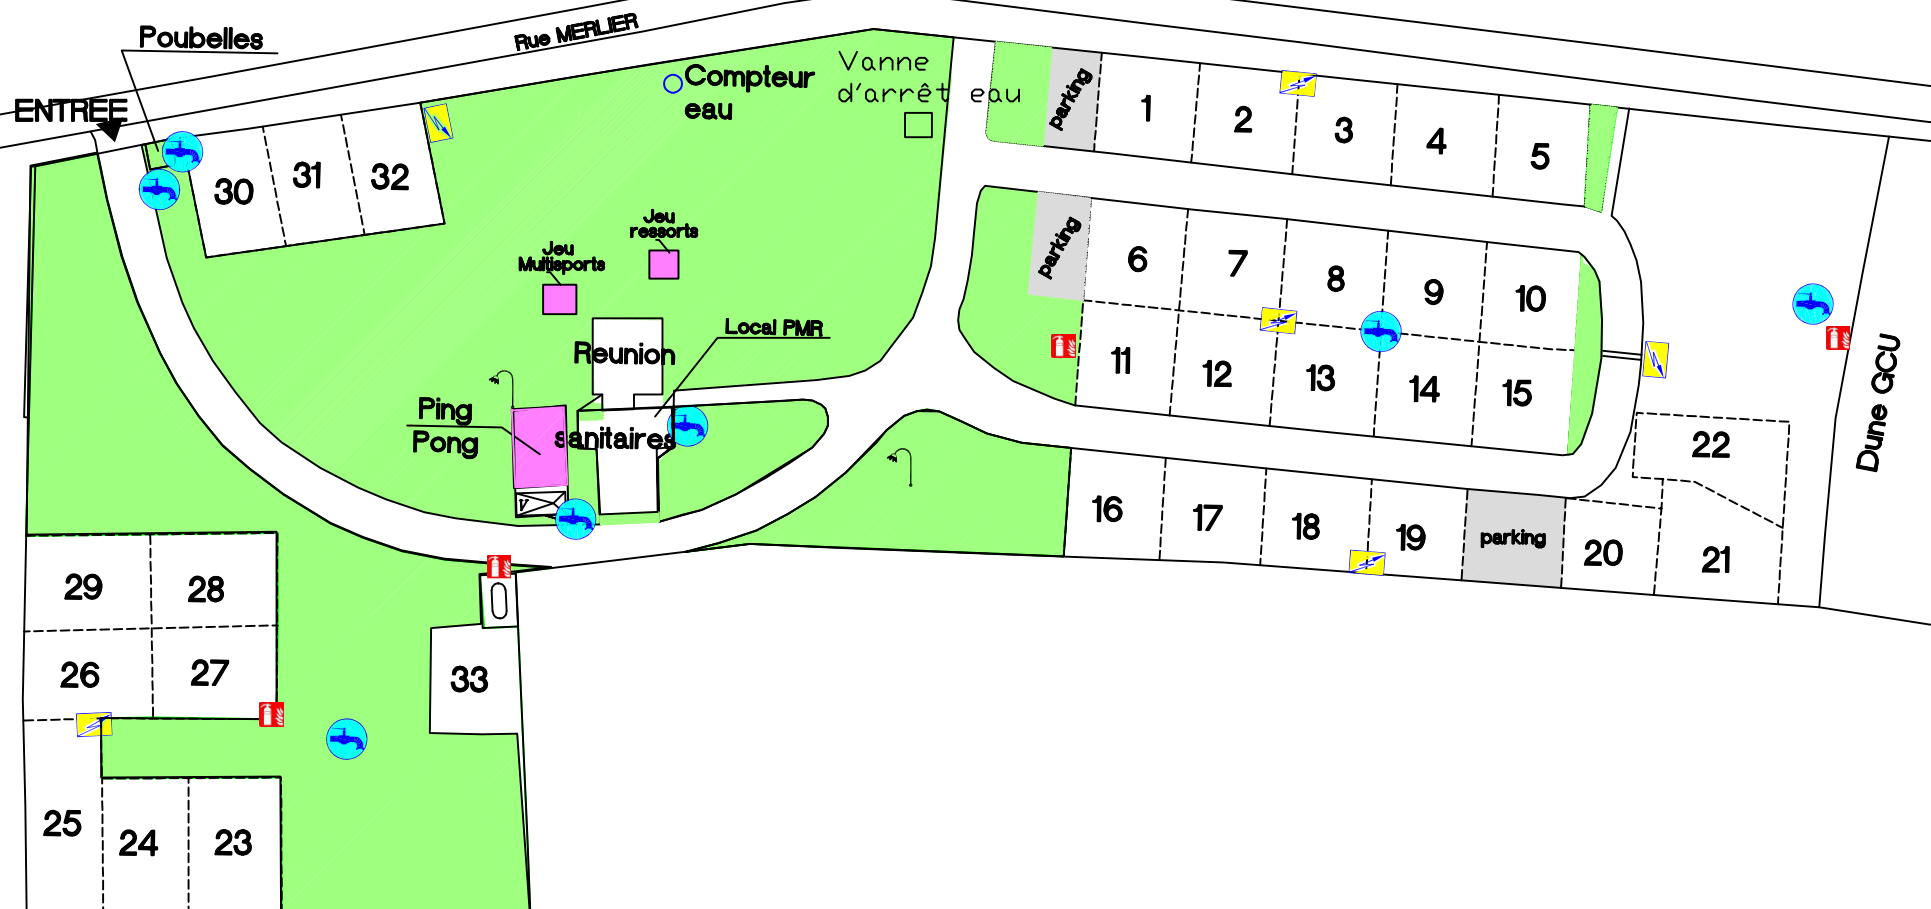 Rue MERLIER
Poubelles
ENTREE
Compteur
eau
Vanne
d'arrêt eau
parking
1
2
3
4
5
30
31
32
Jeu
ressorts
Jeu
Multisports
parking
6
7
8
9
10
Local PMR
Reunion
11
12
13
14
15
Dune GCU
Ping
Pong
sanitaires
V
22
16
17
18
19
parking
20
21
29
28
26
27
33
25
24
23